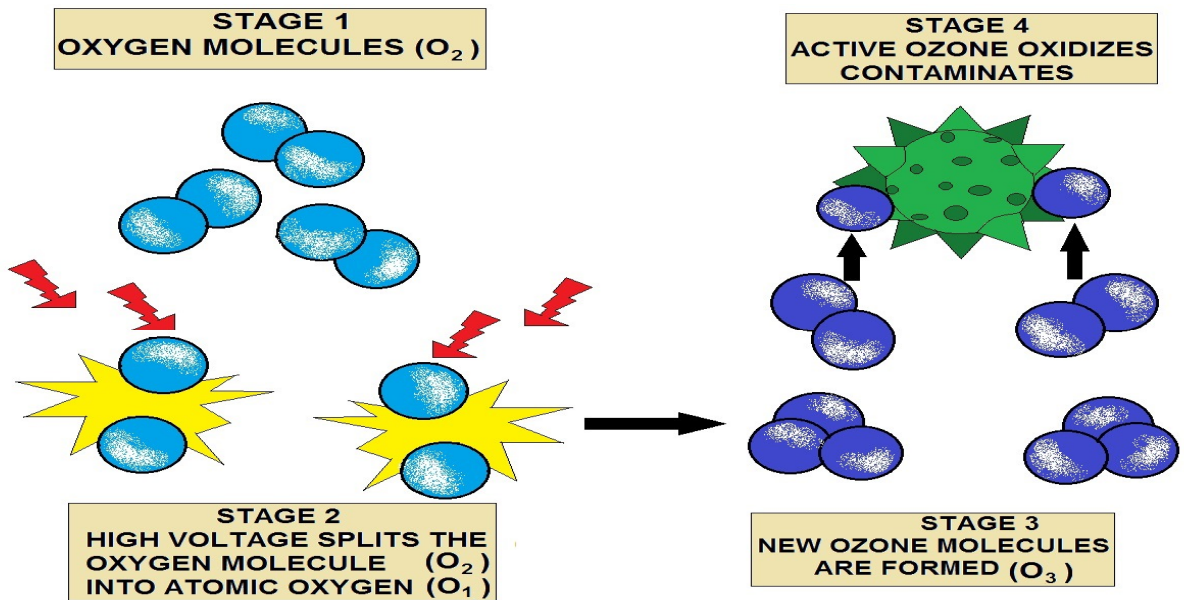 STAGE 1
OXYGEN MOLECULES (O₂)
STAGE 2
HIGH VOLTAGE SPLITS THE
OXYGEN MOLECULE (O₂)
INTO ATOMIC OXYGEN (O₁)
STAGE 3
NEW OZONE MOLECULES
ARE FORMED (O₃)
STAGE 4
ACTIVE OZONE OXIDIZES
CONTAMINATES